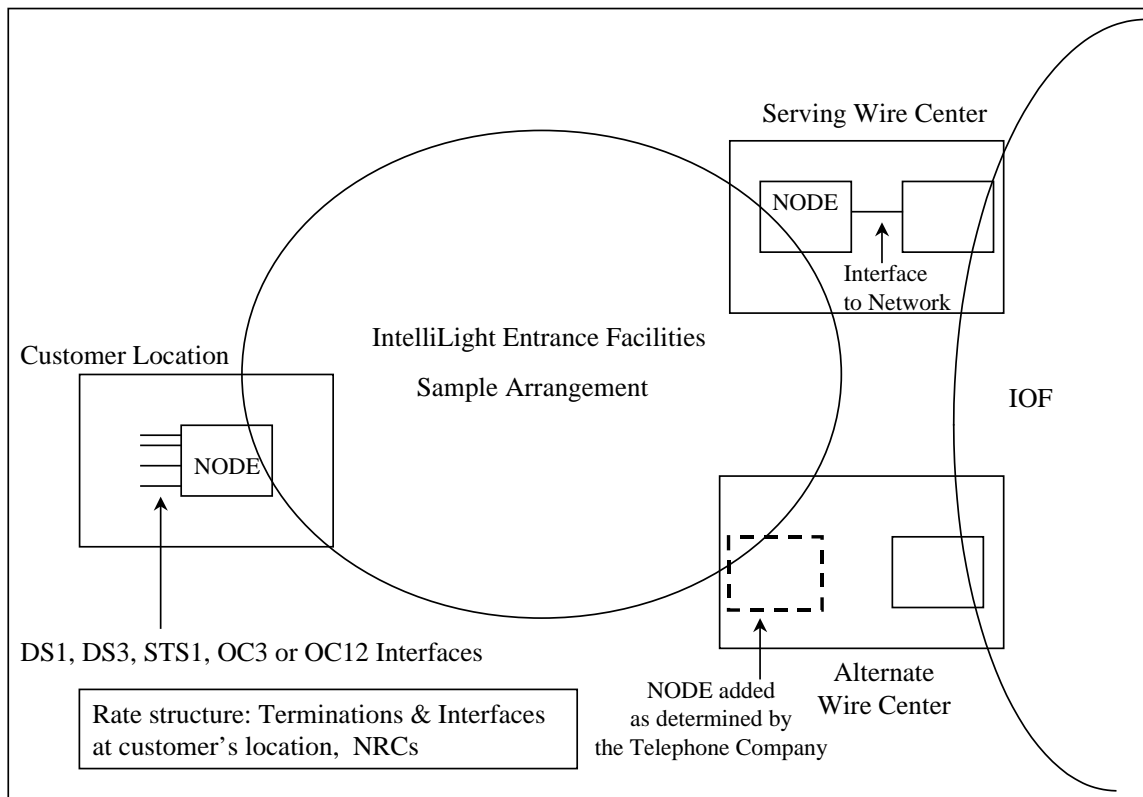 Serving Wire Center
NODE
Interface
to Network
IntelliLight Entrance Facilities
Sample Arrangement
Customer Location
NODE
IOF
DS1, DS3, STS1, OC3 or OC12 Interfaces
Alternate
Wire Center
NODE added
as determined by
the Telephone Company
Rate structure: Terminations & Interfaces
at customer’s location, NRCs